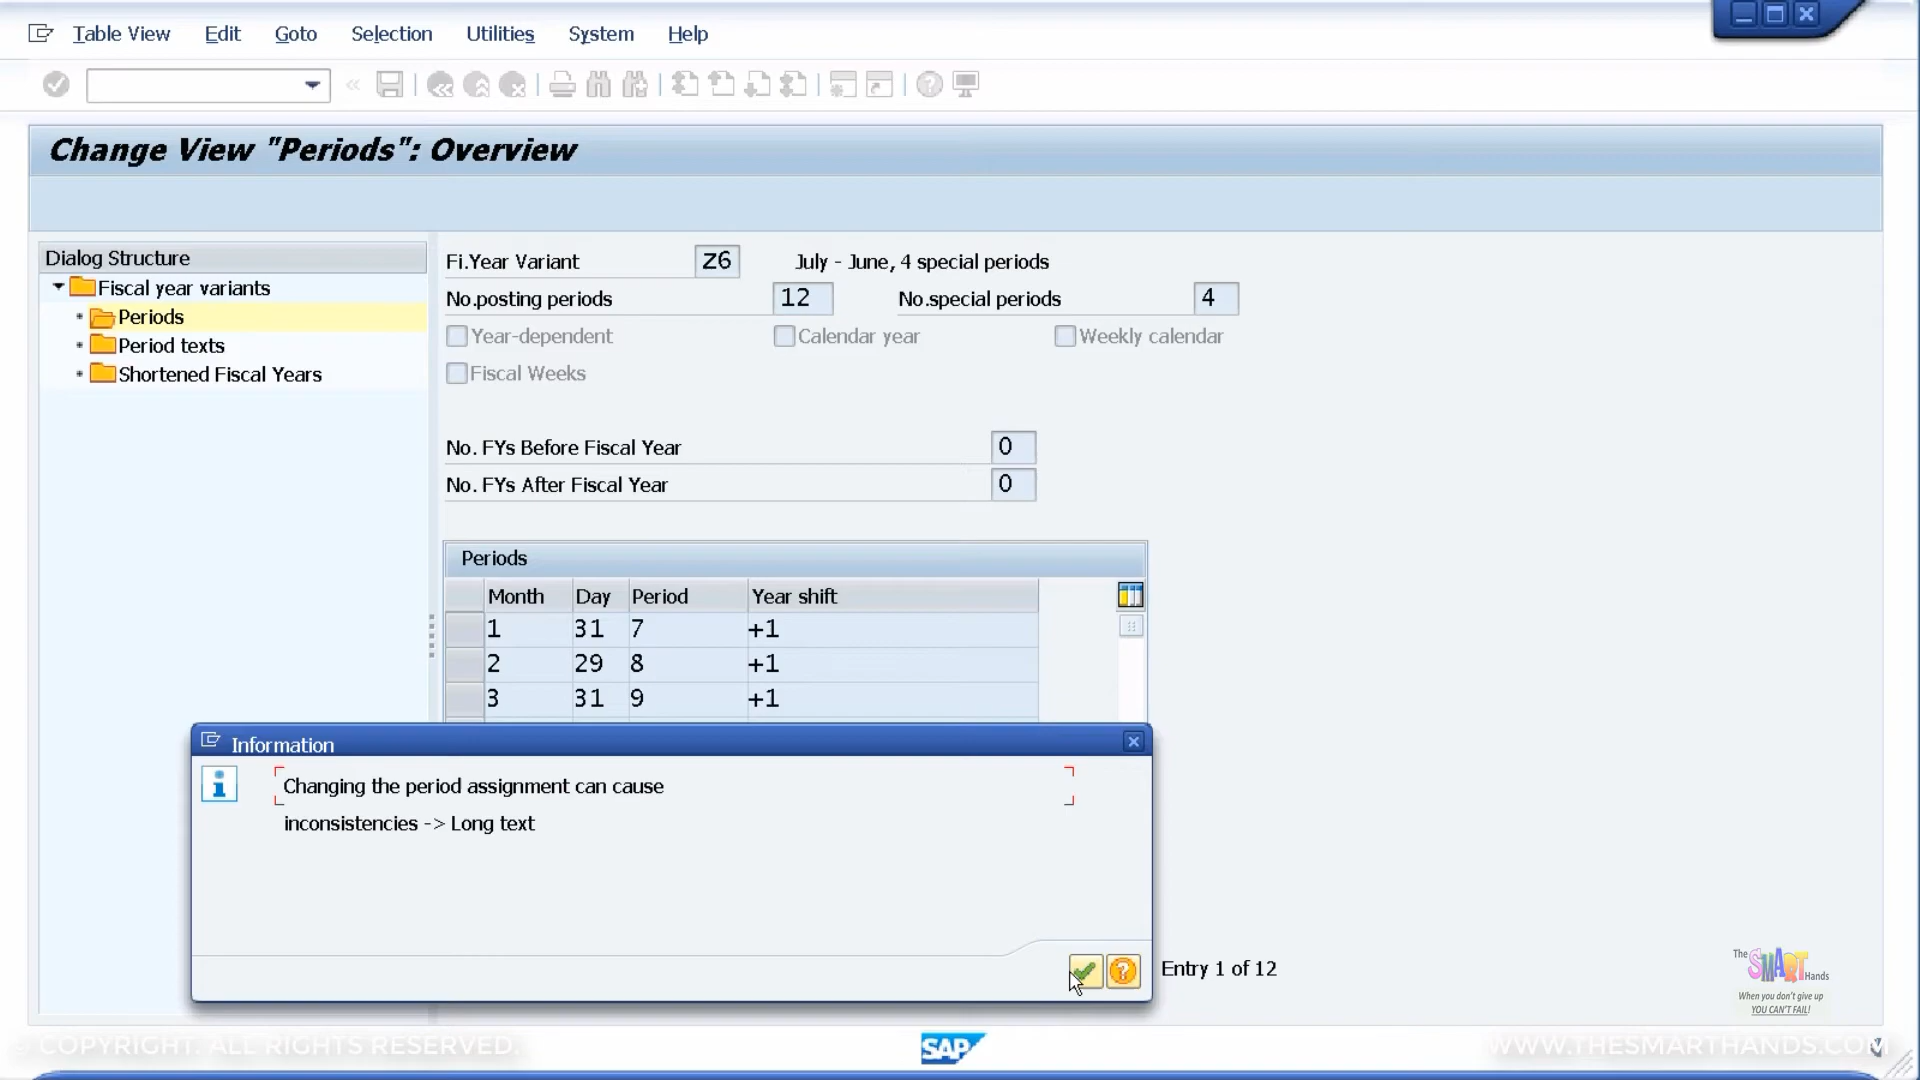 Table View Edit Goto Selection Utilities System Help
Change View "Periods": Overview
Dialog Structure
Fiscal year variants
Periods
Period texts
Shortened Fiscal Years
Fi.Year Variant Z6 July - June, 4 special periods
No.posting periods 12 No.special periods 4
Year-dependent Calendar year Weekly calendar
Fiscal Weeks
No. FYs Before Fiscal Year 0
No. FYs After Fiscal Year 0
Periods
Month Day Period Year shift
1 31 7 +1
2 29 8 +1
3 31 9 +1
Information
Changing the period assignment can cause
inconsistencies -> Long text
Entry 1 of 12
The SMART Hands
When you don't give up
YOU CAN'T FAIL!
© COPYRIGHT. ALL RIGHTS RESERVED.
SAP
WWW.THESMARTHANDS.COM